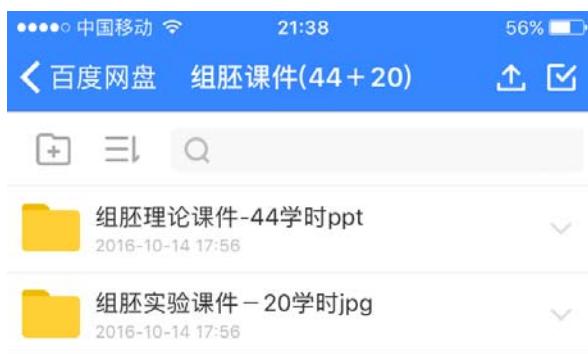 中国移动 21:38 56%
百度网盘 组胚课件(44+20)
组胚理论课件-44学时ppt
2016-10-14 17:56
组胚实验课件－20学时jpg
2016-10-14 17:56